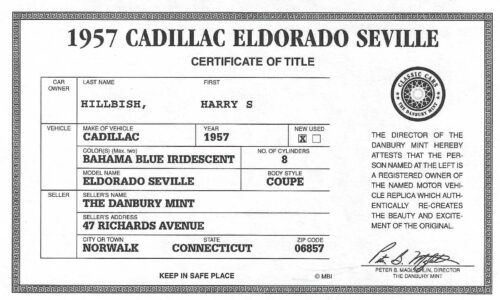 1957 CADILLAC ELDORADO SEVILLE
CERTIFICATE OF TITLE
CAR OWNER
LAST NAME FIRST
HILLBISH, HARRY S
VEHICLE
MAKE OF VEHICLE YEAR NEW USED
CADILLAC 1957 X
COLOR(S) (Max. two) NO. OF CYLINDERS
BAHAMA BLUE IRIDESCENT 8
MODEL NAME BODY STYLE
ELDORADO SEVILLE COUPE
SELLER
SELLER'S NAME
THE DANBURY MINT
SELLER'S ADDRESS
47 RICHARDS AVENUE
CITY OR TOWN STATE ZIP CODE
NORWALK CONNECTICUT 06857
KEEP IN SAFE PLACE © MBI
CLASSIC CARS
THE DANBURY MINT
THE DIRECTOR OF THE
DANBURY MINT HEREBY
ATTESTS THAT THE PER-
SON NAMED AT THE LEFT IS
A REGISTERED OWNER OF
THE NAMED MOTOR VEHI-
CLE REPLICA WHICH AUTH-
ENTICALLY RE-CREATES
THE BEAUTY AND EXCITE-
MENT OF THE ORIGINAL.
PETER B. MAGLATHLIN, DIRECTOR
THE DANBURY MINT